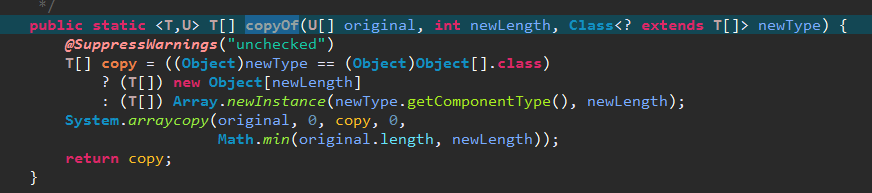 */
public static <T,U> T[] copyOf(U[] original, int newLength, Class<? extends T[]> newType) {
@SuppressWarnings("unchecked")
T[] copy = ((Object)newType == (Object)Object[].class)
? (T[]) new Object[newLength]
: (T[]) Array.newInstance(newType.getComponentType(), newLength);
System.arraycopy(original, 0, copy, 0,
Math.min(original.length, newLength));
return copy;
}